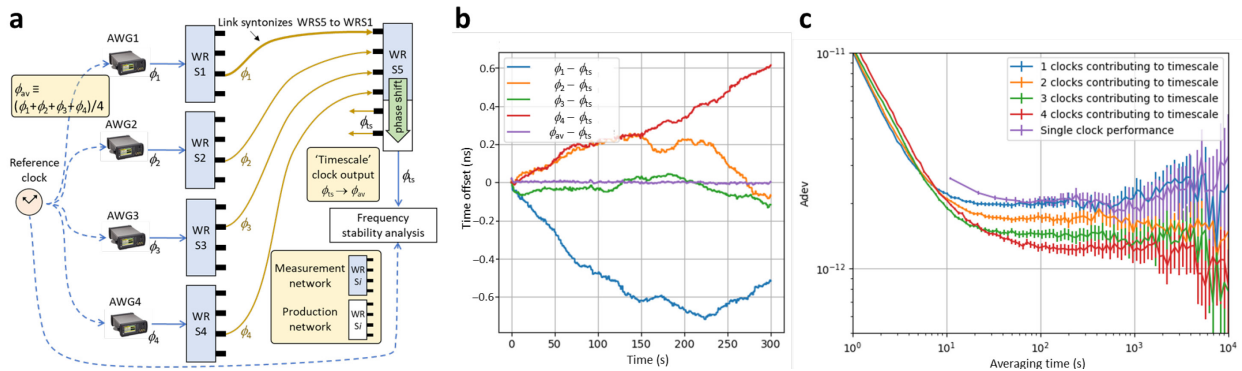 a
Link syntonizes WRS5 to WRS1
AWG1
WR
S1
ϕ1
ϕ1
WR
S5
phase shift
ϕav ≡
(ϕ1+ϕ2+ϕ3+ϕ4)/4
AWG2
WR
S2
ϕ2
ϕ2
ϕts
Reference
clock
'Timescale'
clock output
ϕts → ϕav
ϕts
AWG3
WR
S3
ϕ3
ϕ3
Frequency
stability analysis
Measurement
network
WR
Si
Production
network
WR
Si
AWG4
WR
S4
ϕ4
ϕ4
b
ϕ1 − ϕts
ϕ2 − ϕts
ϕ3 − ϕts
ϕ4 − ϕts
ϕav − ϕts
Time offset (ns)
0.6
0.4
0.2
0
−0.2
−0.4
−0.6
0 50 100 150 200 250 300
Time (s)
c
1 clocks contributing to timescale
2 clocks contributing to timescale
3 clocks contributing to timescale
4 clocks contributing to timescale
Single clock performance
Adev
10⁻¹¹
10⁻¹²
10⁰ 10¹ 10² 10³ 10⁴
Averaging time (s)